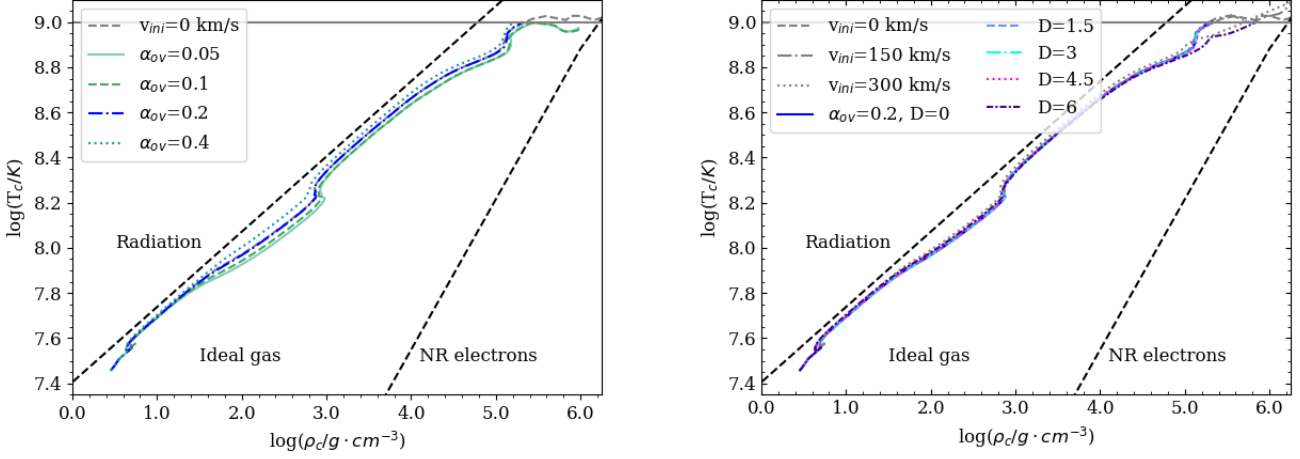 v_ini=0 km/s
α_ov=0.05
α_ov=0.1
α_ov=0.2
α_ov=0.4
Radiation
Ideal gas
NR electrons
log(T_c/K)
9.0
8.8
8.6
8.4
8.2
8.0
7.8
7.6
7.4
0.0 1.0 2.0 3.0 4.0 5.0 6.0
log(ρ_c/g · cm⁻³)
v_ini=0 km/s
v_ini=150 km/s
v_ini=300 km/s
α_ov=0.2, D=0
D=1.5
D=3
D=4.5
D=6
Radiation
Ideal gas
NR electrons
log(T_c/K)
9.0
8.8
8.6
8.4
8.2
8.0
7.8
7.6
7.4
0.0 1.0 2.0 3.0 4.0 5.0 6.0
log(ρ_c/g · cm⁻³)